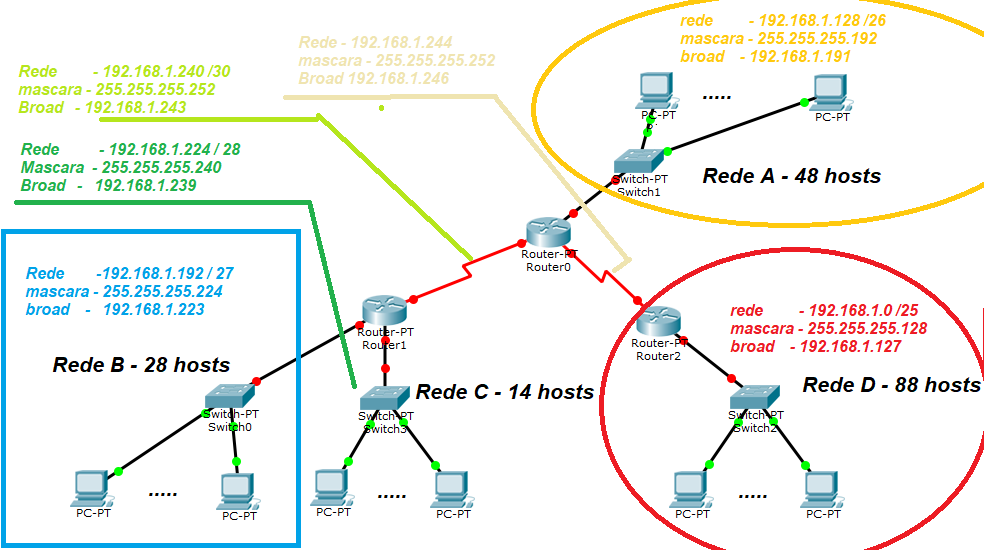 Rede - 192.168.1.244
mascara - 255.255.255.252
Broad 192.168.1.246
rede - 192.168.1.128 /26
mascara - 255.255.255.192
broad - 192.168.1.191
Rede - 192.168.1.240 /30
mascara - 255.255.255.252
Broad - 192.168.1.243
Rede - 192.168.1.224 / 28
Mascara - 255.255.255.240
Broad - 192.168.1.239
PC-PT
.....
PC-PT
Switch-PT
Switch1
Rede A - 48 hosts
Router-PT
Router0
Rede -192.168.1.192 / 27
mascara - 255.255.255.224
broad - 192.168.1.223
Router-PT
Router1
Router-PT
Router2
rede - 192.168.1.0 /25
mascara - 255.255.255.128
broad - 192.168.1.127
Rede B - 28 hosts
Switch-PT
Switch0
Rede C - 14 hosts
Switch-PT
Switch3
Rede D - 88 hosts
Switch-PT
Switch2
PC-PT
.....
PC-PT
PC-PT
.....
PC-PT
PC-PT
.....
PC-PT